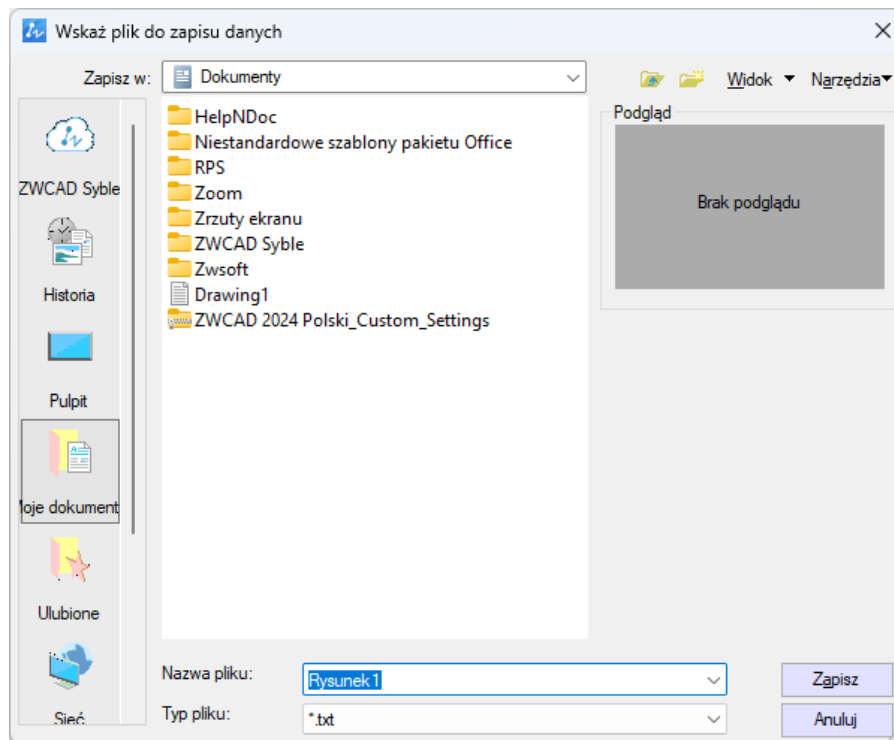 Wskaż plik do zapisu danych
Zapisz w:
Dokumenty
Widok
Narzędzia
ZWCAD Syble
Historia
Pulpit
Moje dokument
Ulubione
Sieć
HelpNDoc
Niestandardowe szablony pakietu Office
RPS
Zoom
Zrzuty ekranu
ZWCAD Syble
Zwsoft
Drawing1
ZWCAD 2024 Polski_Custom_Settings
Podgląd
Brak podglądu
Nazwa pliku:
Rysunek1
Zapisz
Typ pliku:
*.txt
Anuluj